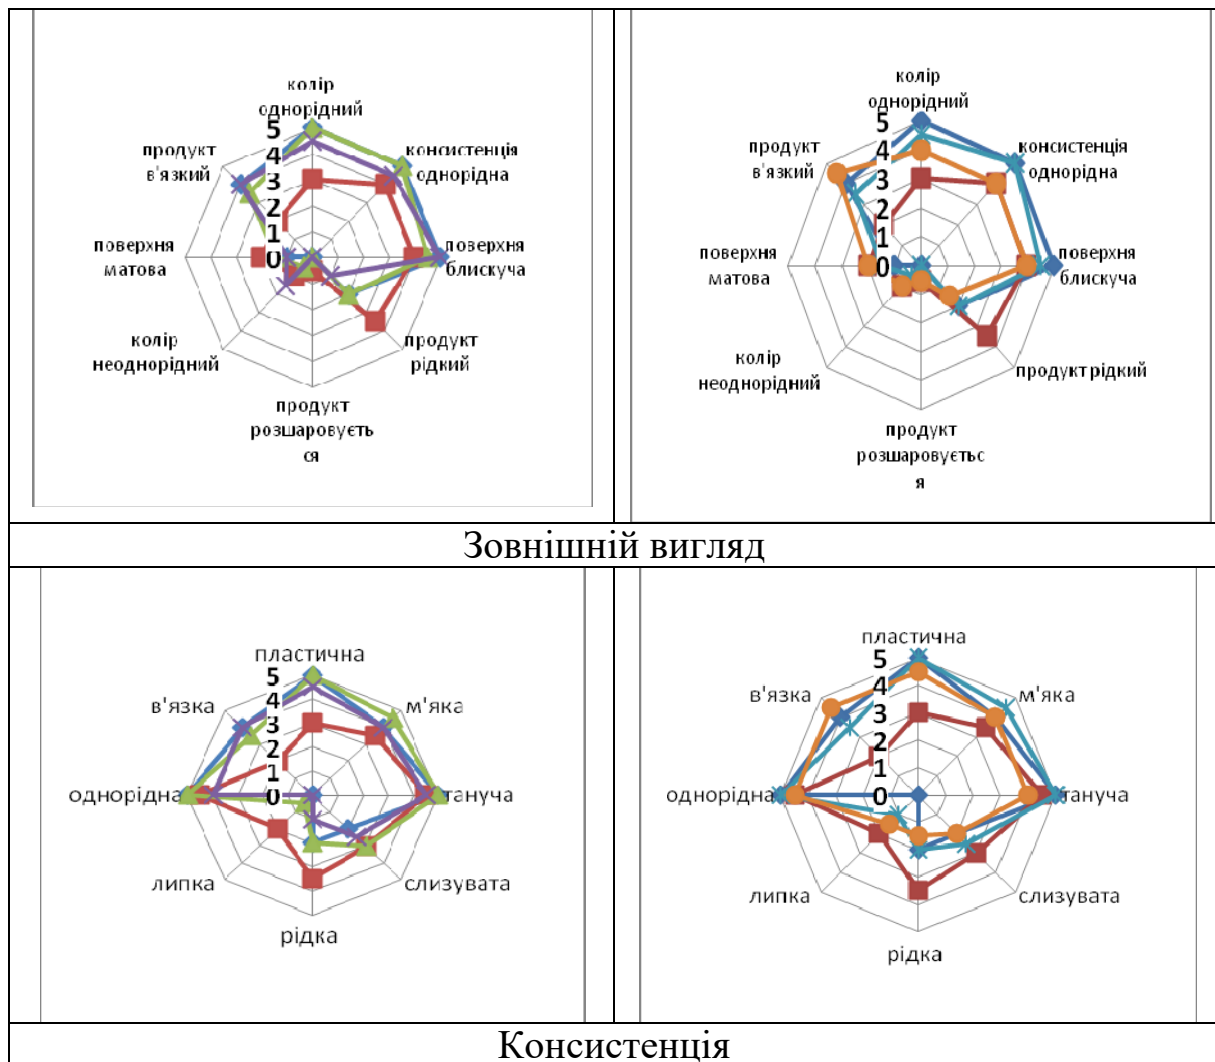 колір
однорідний
5
4
3
2
1
0
консистенція
однорідна
поверхня
блискуча
продукт
рідкий
продукт
розшаровуєть
ся
колір
неоднорідний
поверхня
матова
продукт
в'язкий
колір
однорідний
5
4
3
2
1
0
консистенція
однорідна
поверхня
блискуча
продукт рідкий
продукт
розшаровуєтьс
я
колір
неоднорідний
поверхня
матова
продукт
в'язкий
Зовнішній вигляд
пластична
5
4
3
2
1
0
м'яка
тануча
слизувата
рідка
липка
однорідна
в'язка
пластична
5
4
3
2
1
0
м'яка
тануча
слизувата
рідка
липка
однорідна
в'язка
Консистенція